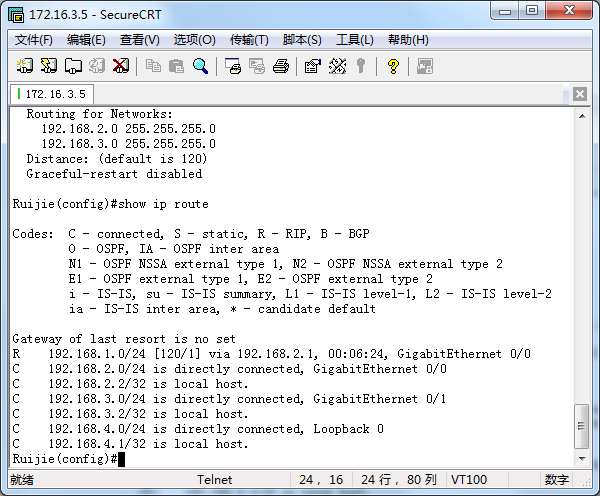 172.16.3.5 - SecureCRT
文件(F) 编辑(E) 查看(V) 选项(O) 传输(T) 脚本(S) 工具(L) 帮助(H)
172.16.3.5
Routing for Networks:
192.168.2.0 255.255.255.0
192.168.3.0 255.255.255.0
Distance: (default is 120)
Graceful-restart disabled
Ruijie(config)#show ip route
Codes:  C - connected, S - static, R - RIP, B - BGP
O - OSPF, IA - OSPF inter area
N1 - OSPF NSSA external type 1, N2 - OSPF NSSA external type 2
E1 - OSPF external type 1, E2 - OSPF external type 2
i - IS-IS, su - IS-IS summary, L1 - IS-IS level-1, L2 - IS-IS level-2
ia - IS-IS inter area, * - candidate default
Gateway of last resort is no set
R    192.168.1.0/24 [120/1] via 192.168.2.1, 00:06:24, GigabitEthernet 0/0
C    192.168.2.0/24 is directly connected, GigabitEthernet 0/0
C    192.168.2.2/32 is local host.
C    192.168.3.0/24 is directly connected, GigabitEthernet 0/1
C    192.168.3.2/32 is local host.
C    192.168.4.0/24 is directly connected, Loopback 0
C    192.168.4.1/32 is local host.
Ruijie(config)#
就绪 Telnet 24, 16 24 行, 80 列 VT100 数字